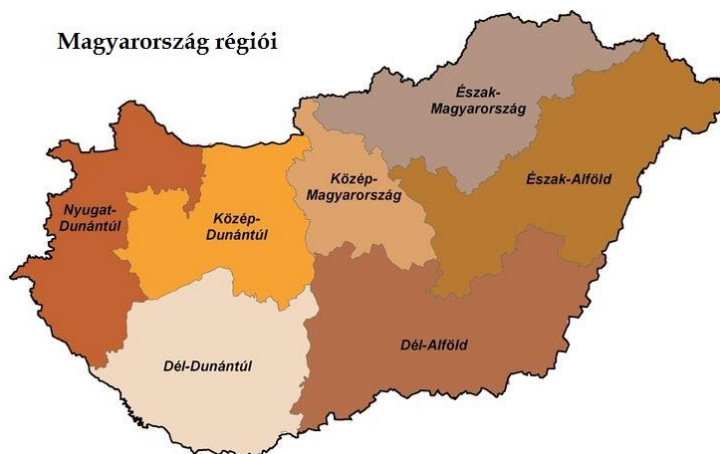 Magyarország régiói
Észak-
Magyarország
Észak-Alföld
Közép-
Magyarország
Nyugat-
Dunántúl
Közép-
Dunántúl
Dél-Alföld
Dél-Dunántúl